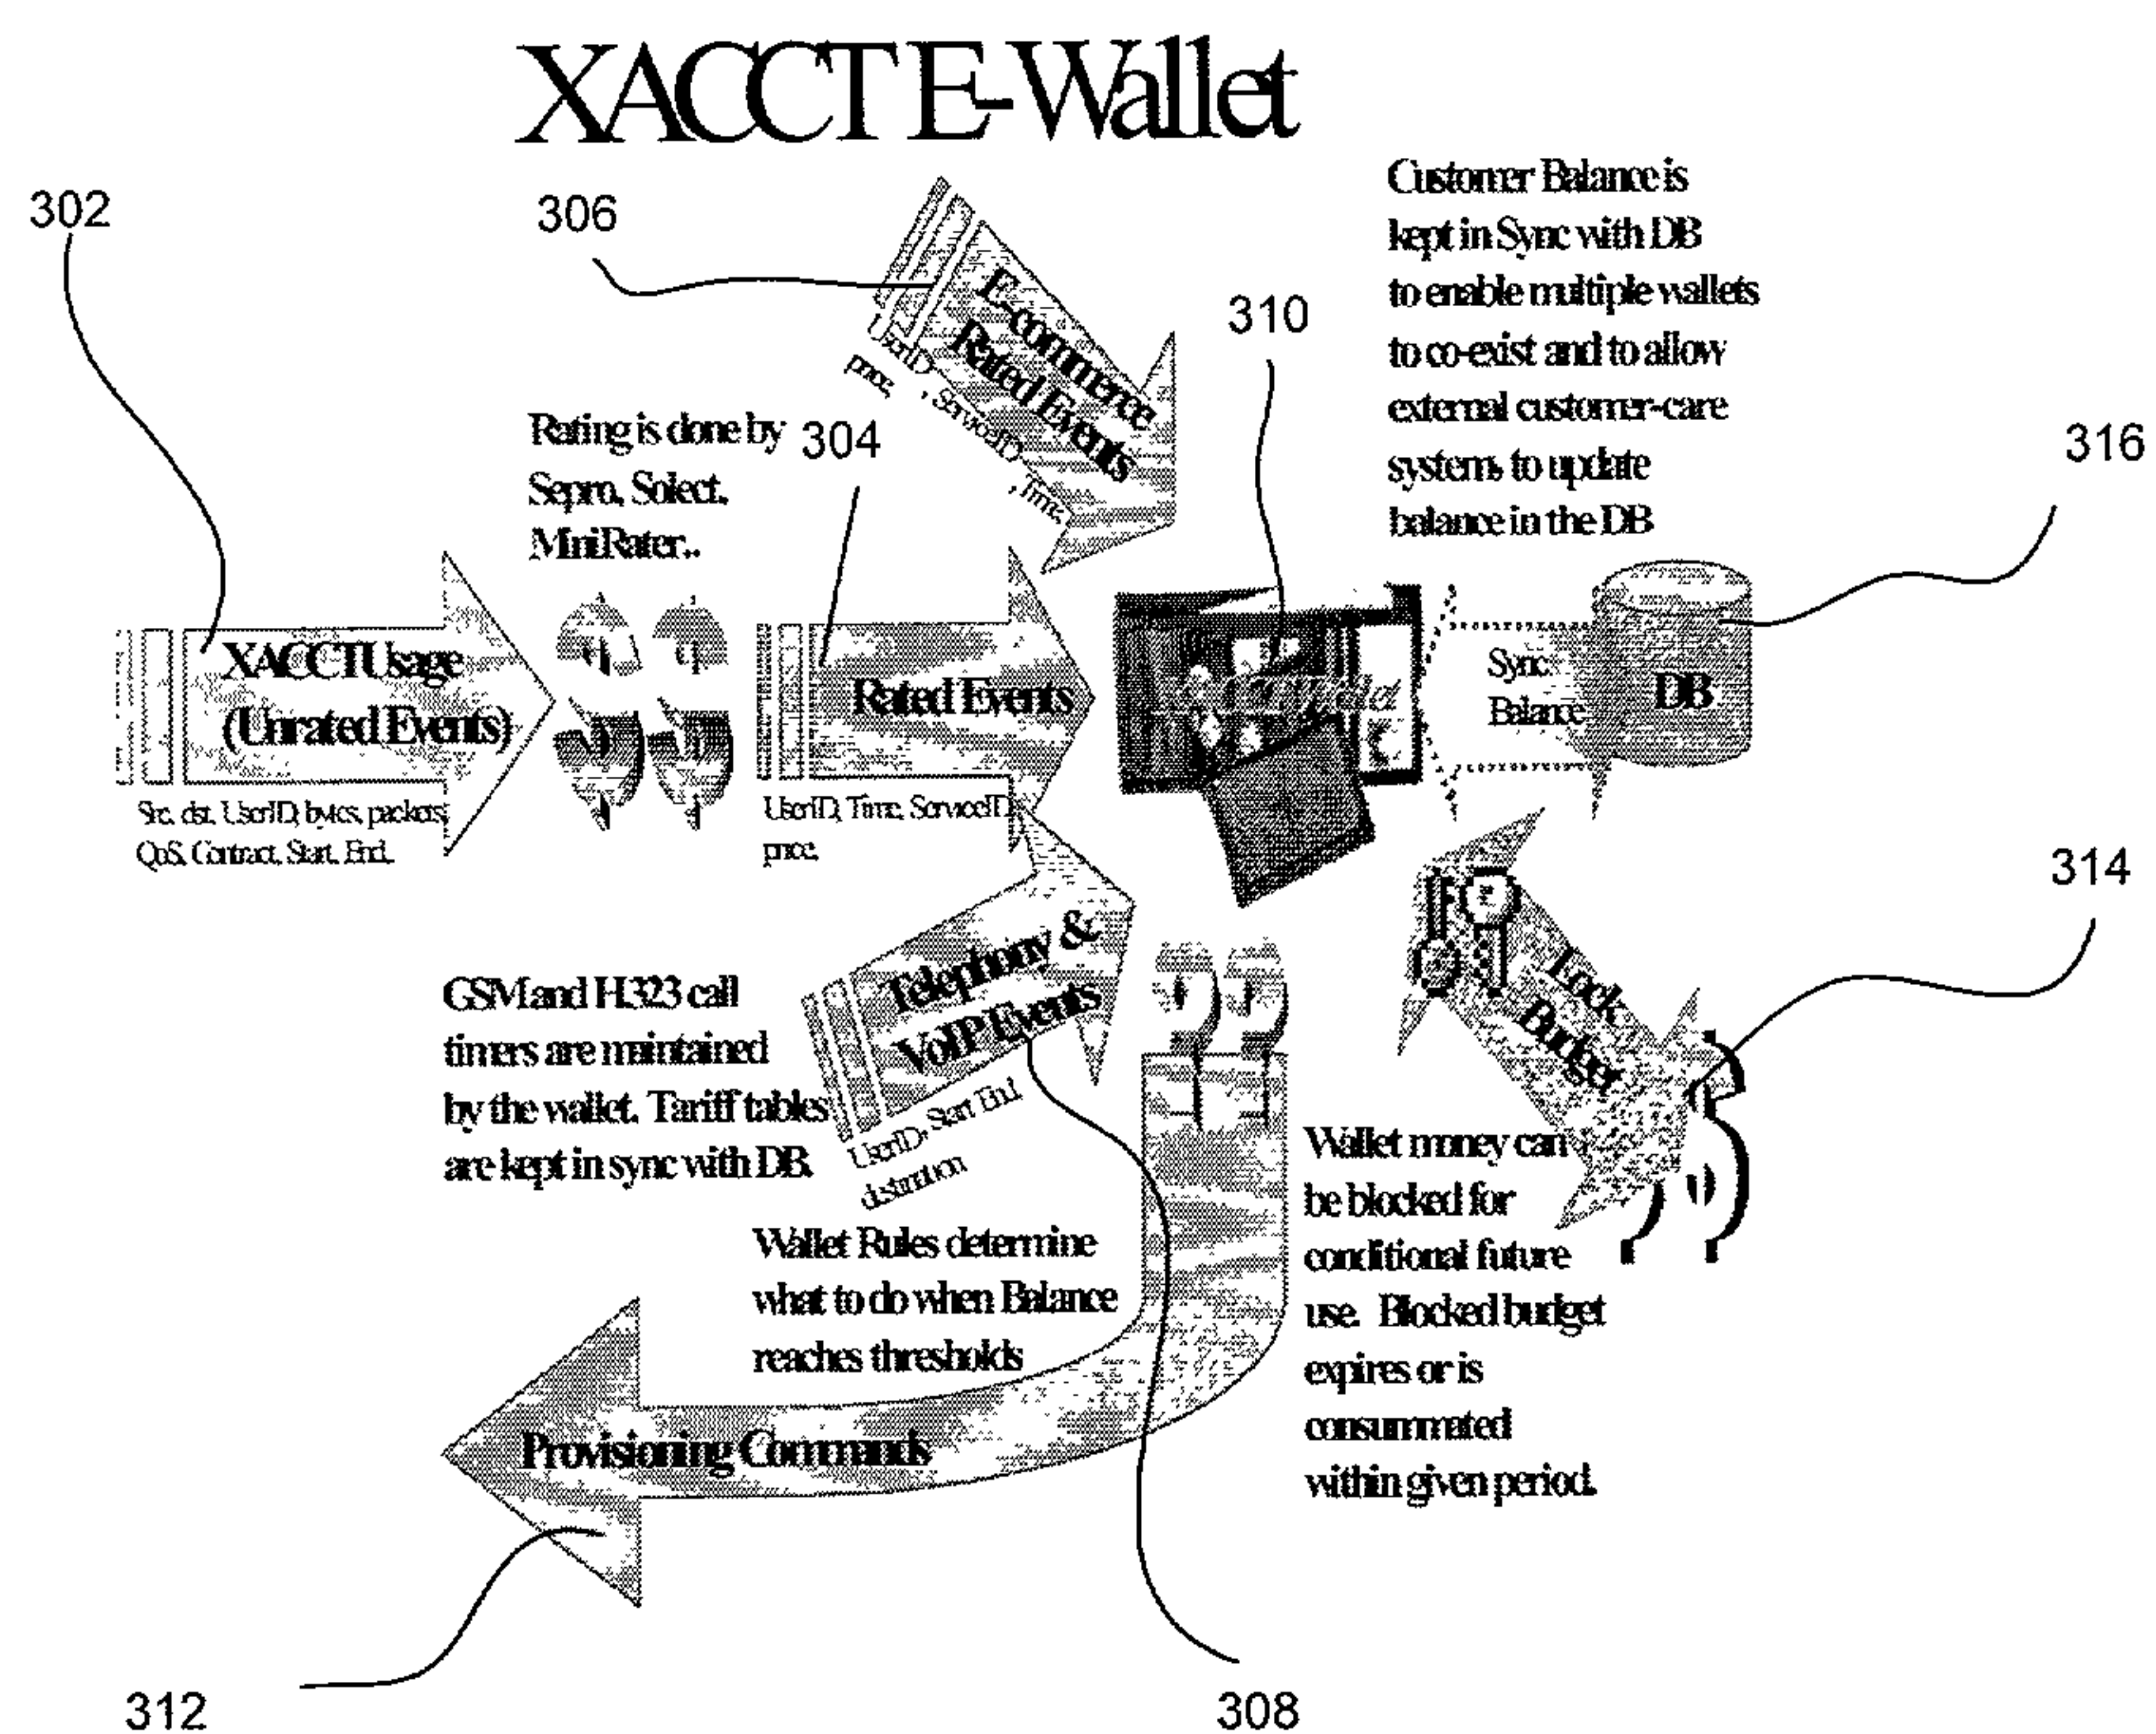 XACCT E-Wallet
302
306
310
304
316
Customer Balance is
kept in Sync with DB
to enable multiple wallets
to co-exist and to allow
external customer-care
systems to update
balance in the DB
E-commerce
Rated Events
UserID, ServiceID, Time,
price,
Rating is done by
Sepro, Solect,
MiniRater..
XACCT Usage
(Unrated Events)
Src, dst, UserID, bytes, packers,
QoS, Contract, Start, End,.
Rated Events
UserID, Time, ServiceID,
price,
Sync
Balance
DB
314
Lock
Budget
GSM and H.323 call
timers are maintained
by the wallet. Tariff tables
are kept in sync with DB.
Telephony &
VoIP Events
UserID, Start End,
distination
Wallet Rules determine
what to do when Balance
reaches thresholds
Wallet money can
be blocked for
conditional future
use. Blocked budget
expires or is
consummated
within given period.
Provisioning Commands
312
308